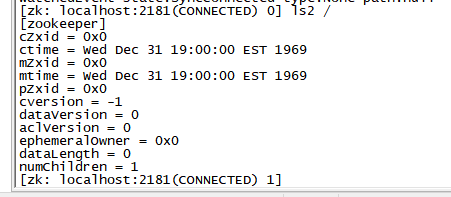 [zk: localhost:2181(CONNECTED) 0] ls2 /
[zookeeper]
cZxid = 0x0
ctime = Wed Dec 31 19:00:00 EST 1969
mZxid = 0x0
mtime = Wed Dec 31 19:00:00 EST 1969
pZxid = 0x0
cversion = -1
dataVersion = 0
aclVersion = 0
ephemeralOwner = 0x0
dataLength = 0
numChildren = 1
[zk: localhost:2181(CONNECTED) 1]